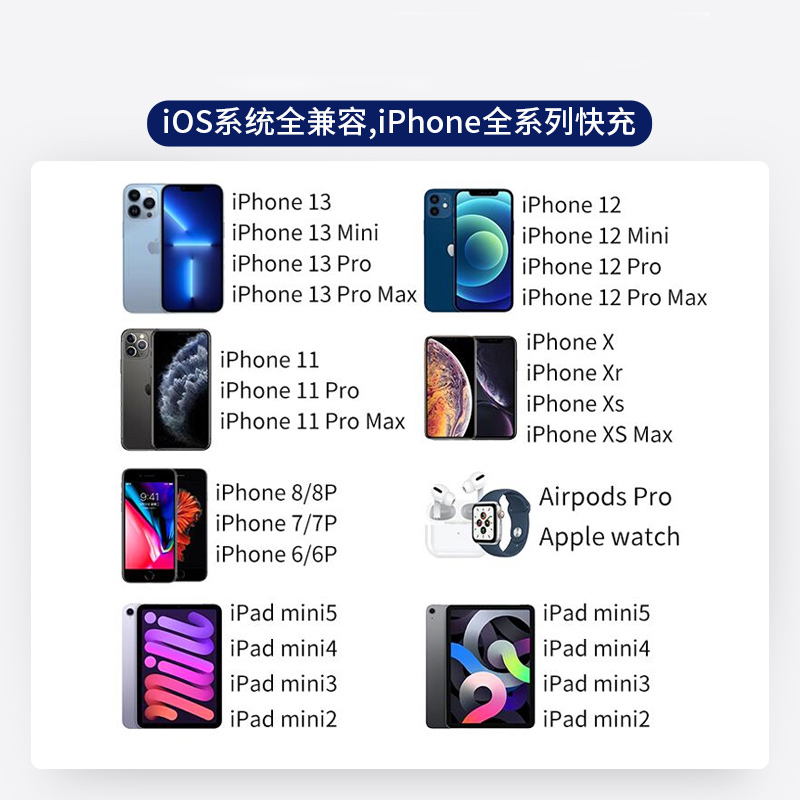 iOS系统全兼容,iPhone全系列快充
iPhone 13
iPhone 13 Mini
iPhone 13 Pro
iPhone 13 Pro Max
iPhone 12
iPhone 12 Mini
iPhone 12 Pro
iPhone 12 Pro Max
iPhone 11
iPhone 11 Pro
iPhone 11 Pro Max
iPhone X
iPhone Xr
iPhone Xs
iPhone XS Max
9:41
iPhone 8/8P
iPhone 7/7P
iPhone 6/6P
Airpods Pro
Apple watch
iPad mini5
iPad mini4
iPad mini3
iPad mini2
iPad mini5
iPad mini4
iPad mini3
iPad mini2